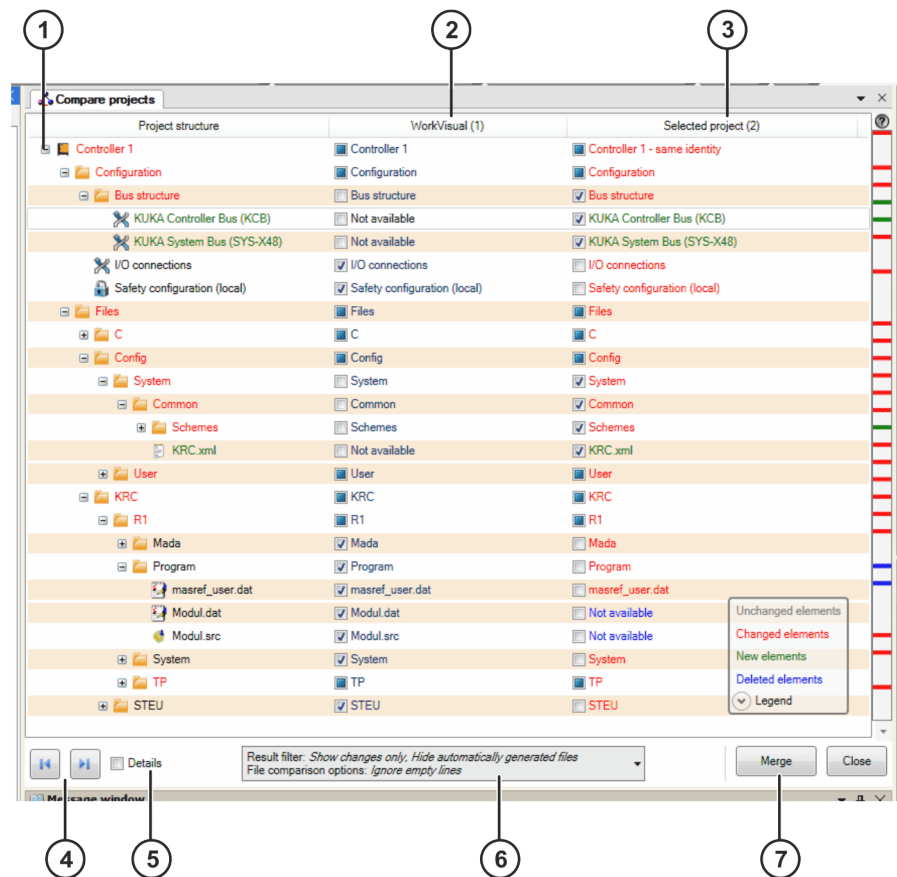 1 2 3
Compare projects
Project structure WorkVisual (1) Selected project (2)
Controller 1 Controller 1 Controller 1 - same identity
Configuration Configuration Configuration
Bus structure Bus structure Bus structure
KUKA Controller Bus (KCB) Not available KUKA Controller Bus (KCB)
KUKA System Bus (SYS-X48) Not available KUKA System Bus (SYS-X48)
I/O connections I/O connections I/O connections
Safety configuration (local) Safety configuration (local) Safety configuration (local)
Files Files Files
C C C
Config Config Config
System System System
Common Common Common
Schemes Schemes Schemes
KRC.xml Not available KRC.xml
User User User
KRC KRC KRC
R1 R1 R1
Mada Mada Mada
Program Program Program
masref_user.dat masref_user.dat masref_user.dat
Modul.dat Modul.dat Not available
Modul.src Modul.src Not available
System System System
TP TP TP
STEU STEU STEU
Unchanged elements
Changed elements
New elements
Deleted elements
Legend
Details
Result filter: Show changes only, Hide automatically generated files
File comparison options: Ignore empty lines
Merge Close
Message window
4 5 6 7